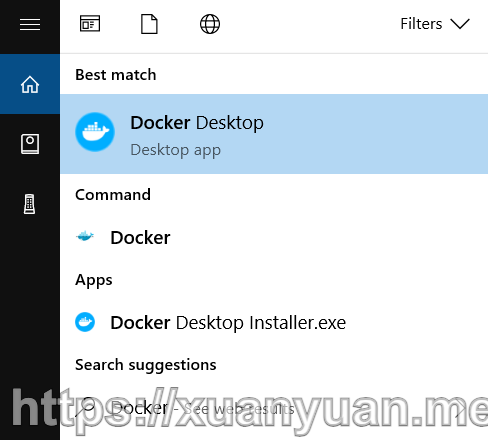 Filters
Best match
Docker Desktop
Desktop app
Command
Docker
Apps
Docker Desktop Installer.exe
Search suggestions
Docker - See web results
https://xuanyuan.me